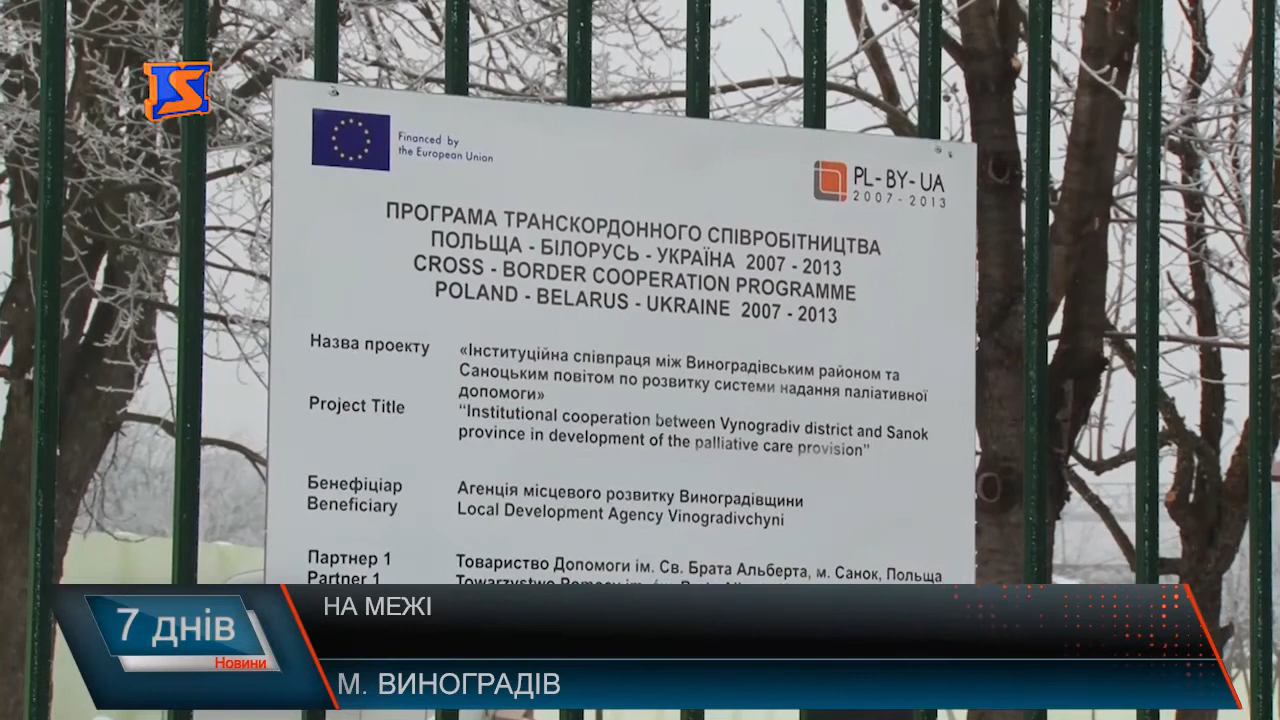 Financed by
the European Union
PL-BY-UA
2007-2013
ПРОГРАМА ТРАНСКОРДОННОГО СПІВРОБІТНИЦТВА
ПОЛЬЩА - БІЛОРУСЬ - УКРАЇНА 2007 - 2013
CROSS - BORDER COOPERATION PROGRAMME
POLAND - BELARUS - UKRAINE 2007 - 2013
Назва проекту
«Інституційна співпраця між Виноградівським районом та
Саноцьким повітом по розвитку системи надання паліативної
допомоги»
Project Title
“Institutional cooperation between Vynogradiv district and Sanok
province in development of the palliative care provision”
Бенефіціар
Агенція місцевого розвитку Виноградівщини
Beneficiary
Local Development Agency Vinogradivchyni
Партнер 1
Товариство Допомоги ім. Св. Брата Альберта, м. Санок, Польща
Partner 1
7 днів
Новини
НА МЕЖІ
М. ВИНОГРАДІВ